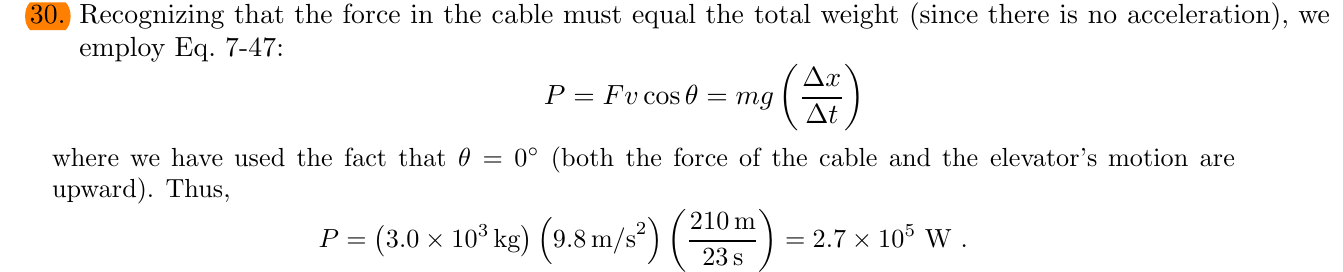 30. Recognizing that the force in the cable must equal the total weight (since there is no acceleration), we
employ Eq. 7-47:
P = Fv cos θ = mg (Δx/Δt)
where we have used the fact that θ = 0° (both the force of the cable and the elevator's motion are
upward). Thus,
P = (3.0 × 10³ kg) (9.8 m/s²) (210 m/23 s) = 2.7 × 10⁵ W .